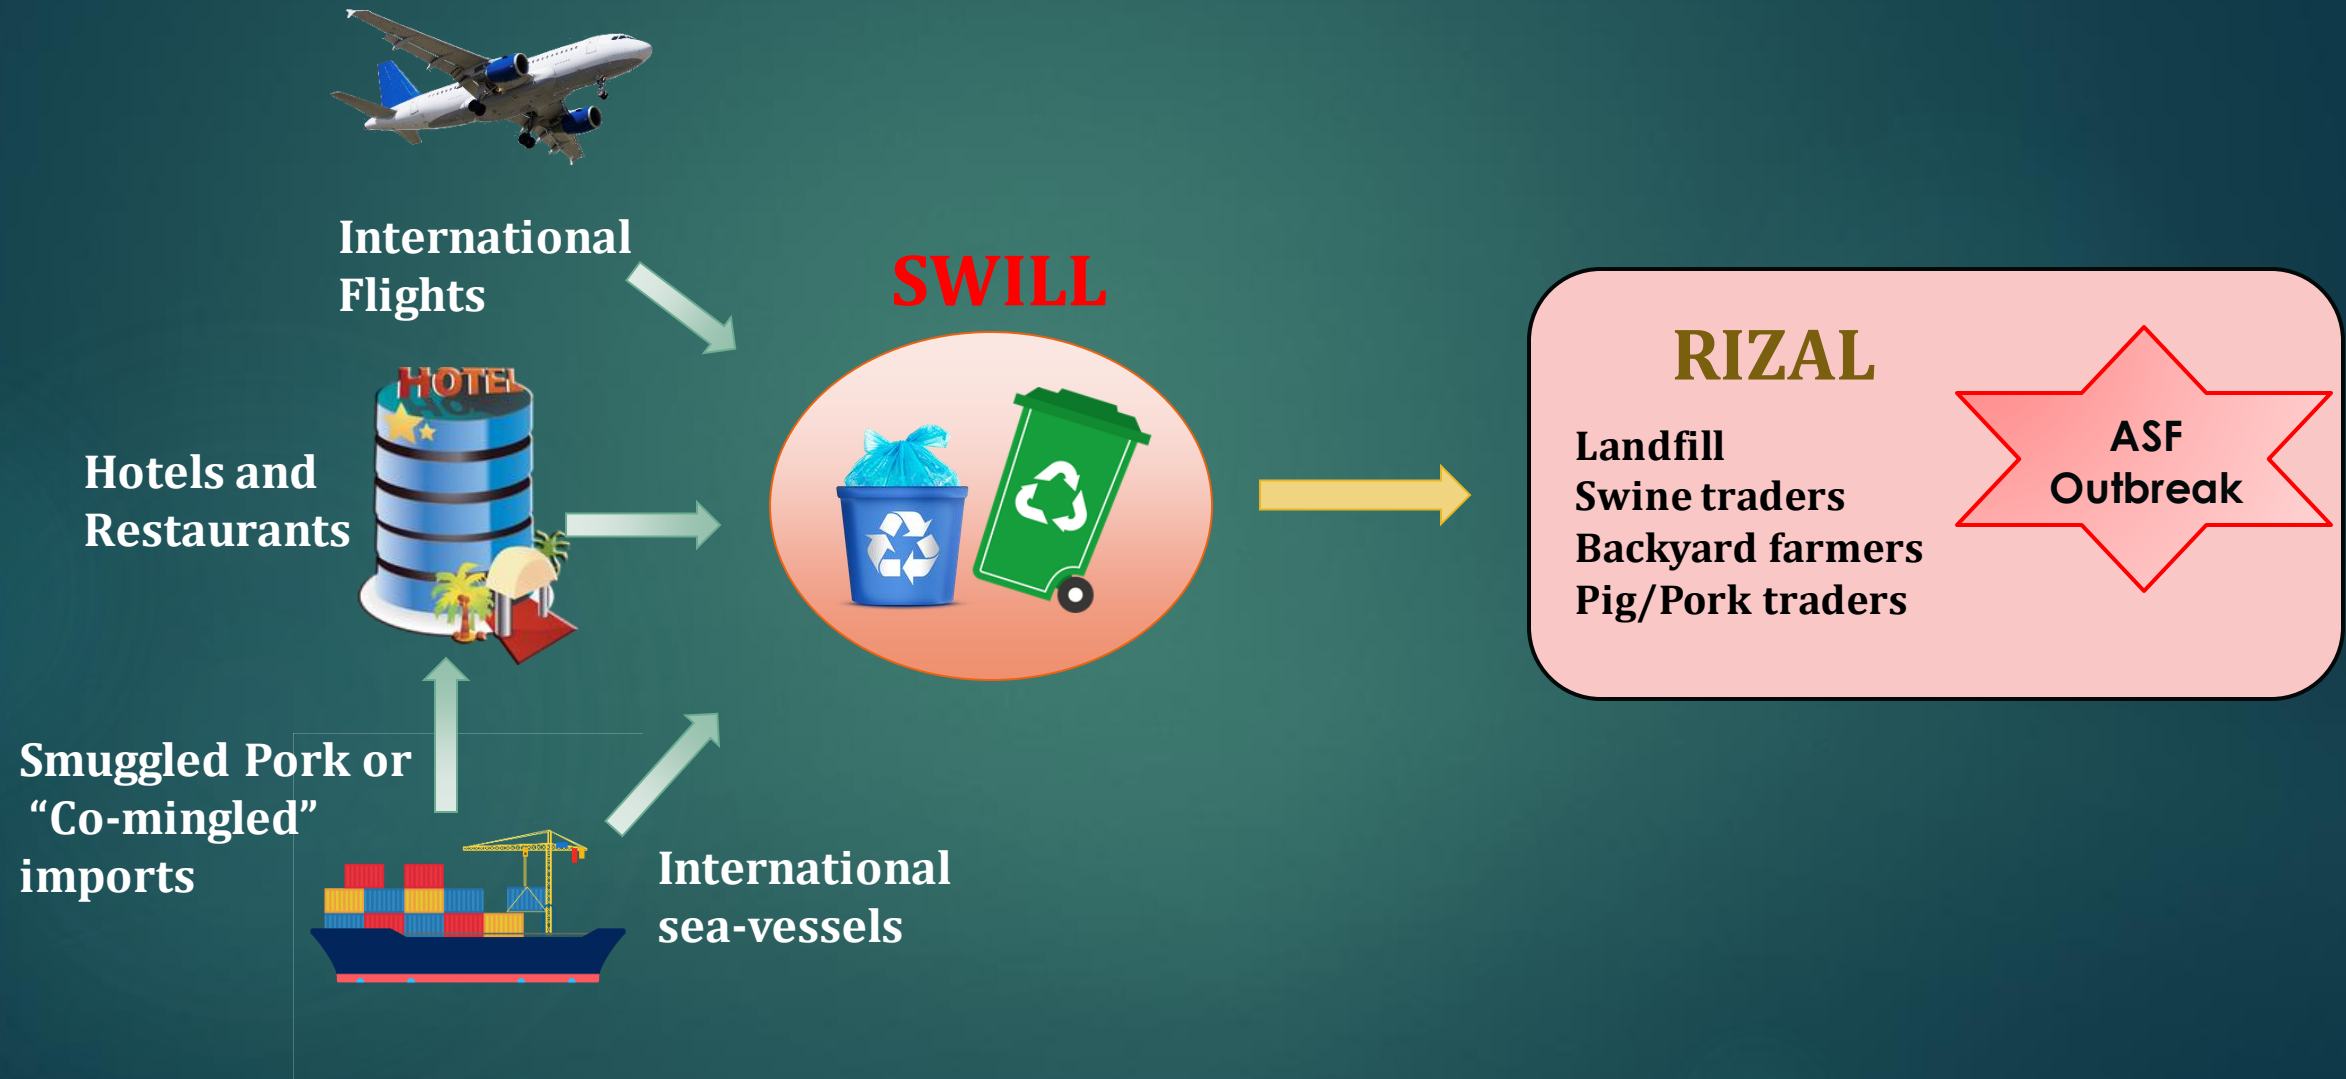 International
Flights
SWILL
HOTEL
Hotels and
Restaurants
Smuggled Pork or
“Co-mingled”
imports
International
sea-vessels
RIZAL
Landfill
Swine traders
Backyard farmers
Pig/Pork traders
ASF
Outbreak